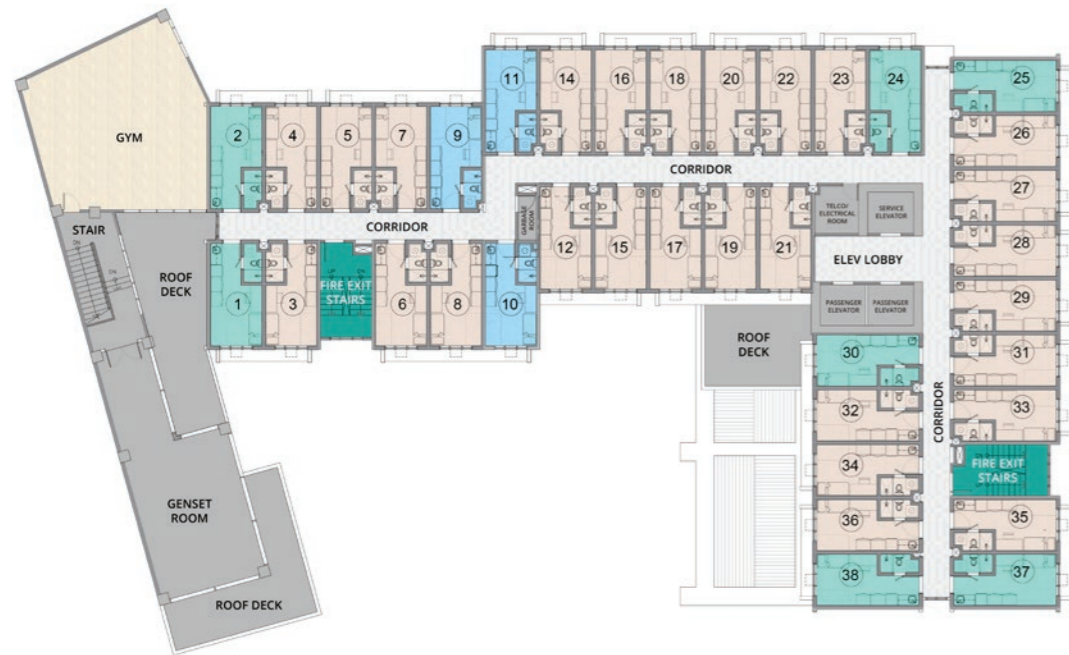 11
14
16
18
20
22
23
24
25
2
4
5
7
9
26
GYM
CORRIDOR
27
STAIR
CORRIDOR
GARBAGE
ROOM
12
15
17
19
21
TELCO/
ELECTRICAL
ROOM
SERVICE
ELEVATOR
28
ELEV LOBBY
DN
DN
ROOF
DECK
1
3
FIRE EXIT
STAIRS
6
8
10
PASSENGER
ELEVATOR
PASSENGER
ELEVATOR
29
ROOF
DECK
30
31
32
CORRIDOR
33
34
FIRE EXIT
STAIRS
GENSET
ROOM
36
35
38
37
ROOF DECK